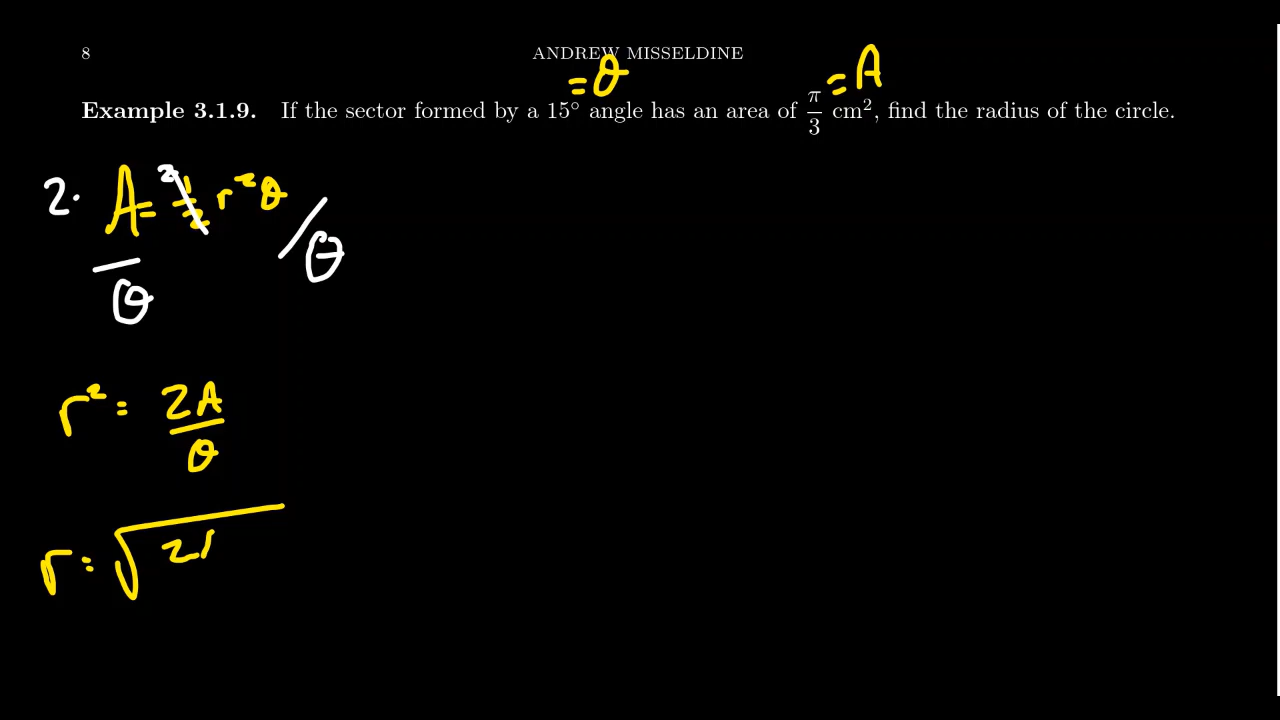 8 ANDREW MISSELDINE
= θ = A
Example 3.1.9. If the sector formed by a 15° angle has an area of π/3 cm², find the radius of the circle.
2· A = 2 1/2 r²θ /θ
θ
r² = 2A/θ
r = √2